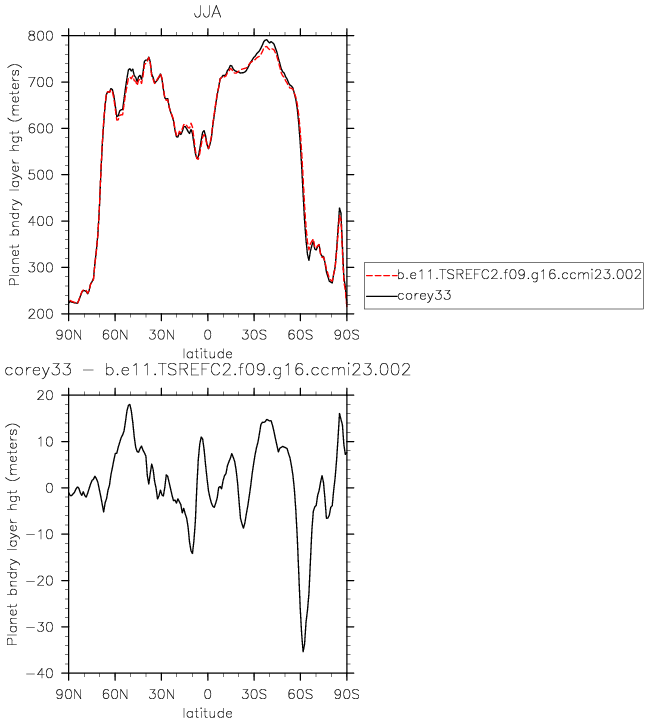 JJA
800
700
600
500
400
300
200
Planet bndry layer hgt (meters)
90N 60N 30N 0 30S 60S 90S
latitude
b.e11.TSREFC2.f09.g16.ccmi23.002
corey33
corey33 − b.e11.TSREFC2.f09.g16.ccmi23.002
20
10
0
−10
−20
−30
−40
Planet bndry layer hgt (meters)
90N 60N 30N 0 30S 60S 90S
latitude